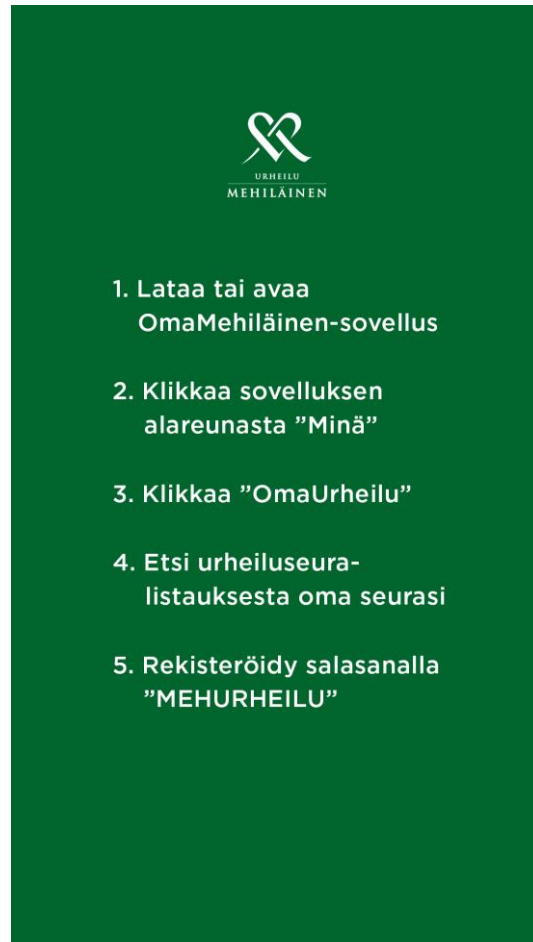 URHEILU
MEHILÄINEN
1. Lataa tai avaa
OmaMehiläinen-sovellus
2. Klikkaa sovelluksen
alareunasta ”Minä”
3. Klikkaa ”OmaUrheilu”
4. Etsi urheiluseura-
listauksesta oma seurasi
5. Rekisteröidy salasanalla
”MEHURHEILU”